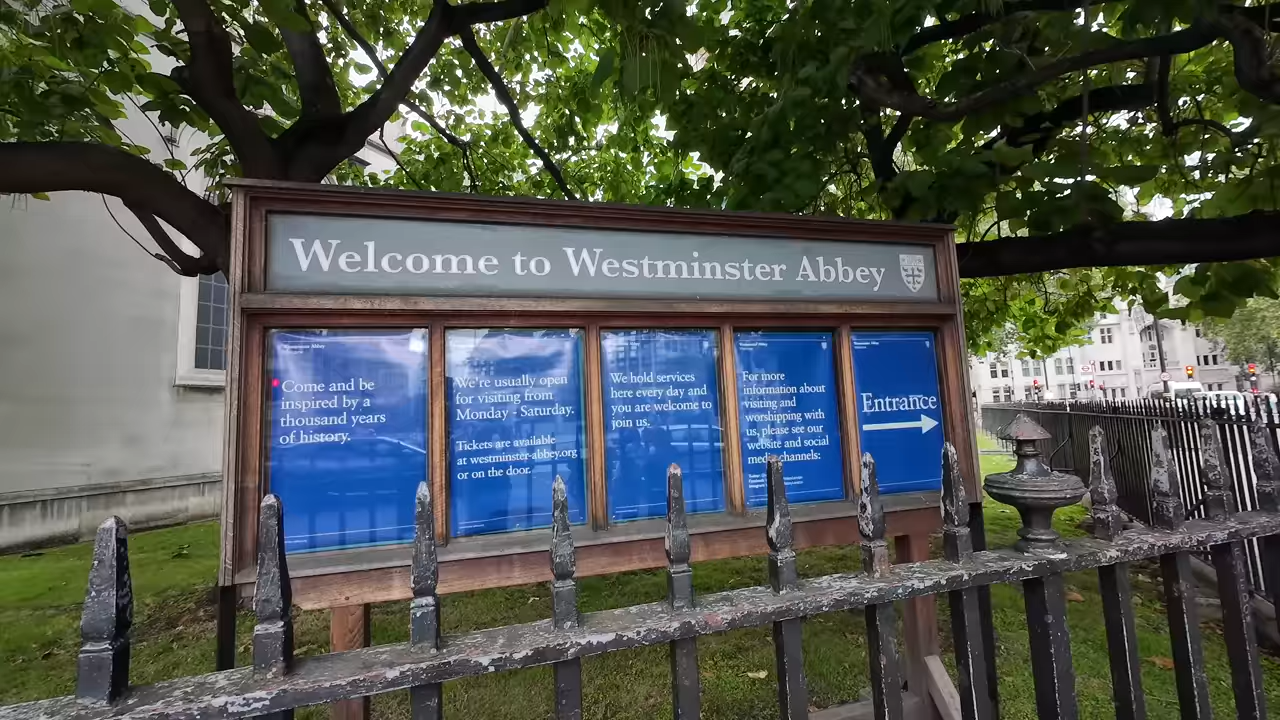 Welcome to Westminster Abbey
Westminster Abbey
Come and be
inspired by a
thousand years
of history.
We're usually open
for visiting from
Monday - Saturday.
Tickets are available
at westminster-abbey.org
or on the door.
We hold services
here every day and
you are welcome to
join us.
For more
information about
visiting and
worshipping with
us, please see our
website and social
media channels:
Entrance